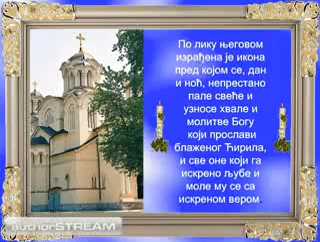 По лику његовом
израђена је икона
пред којом се, дан
и ноћ, непрестано
пале свеће и
узносе хвале и
молитве Богу
који прослави
блаженог Ћирила,
и све оне који га
искрено љубе и
моле му се са
искреном вером.
authorSTREAM